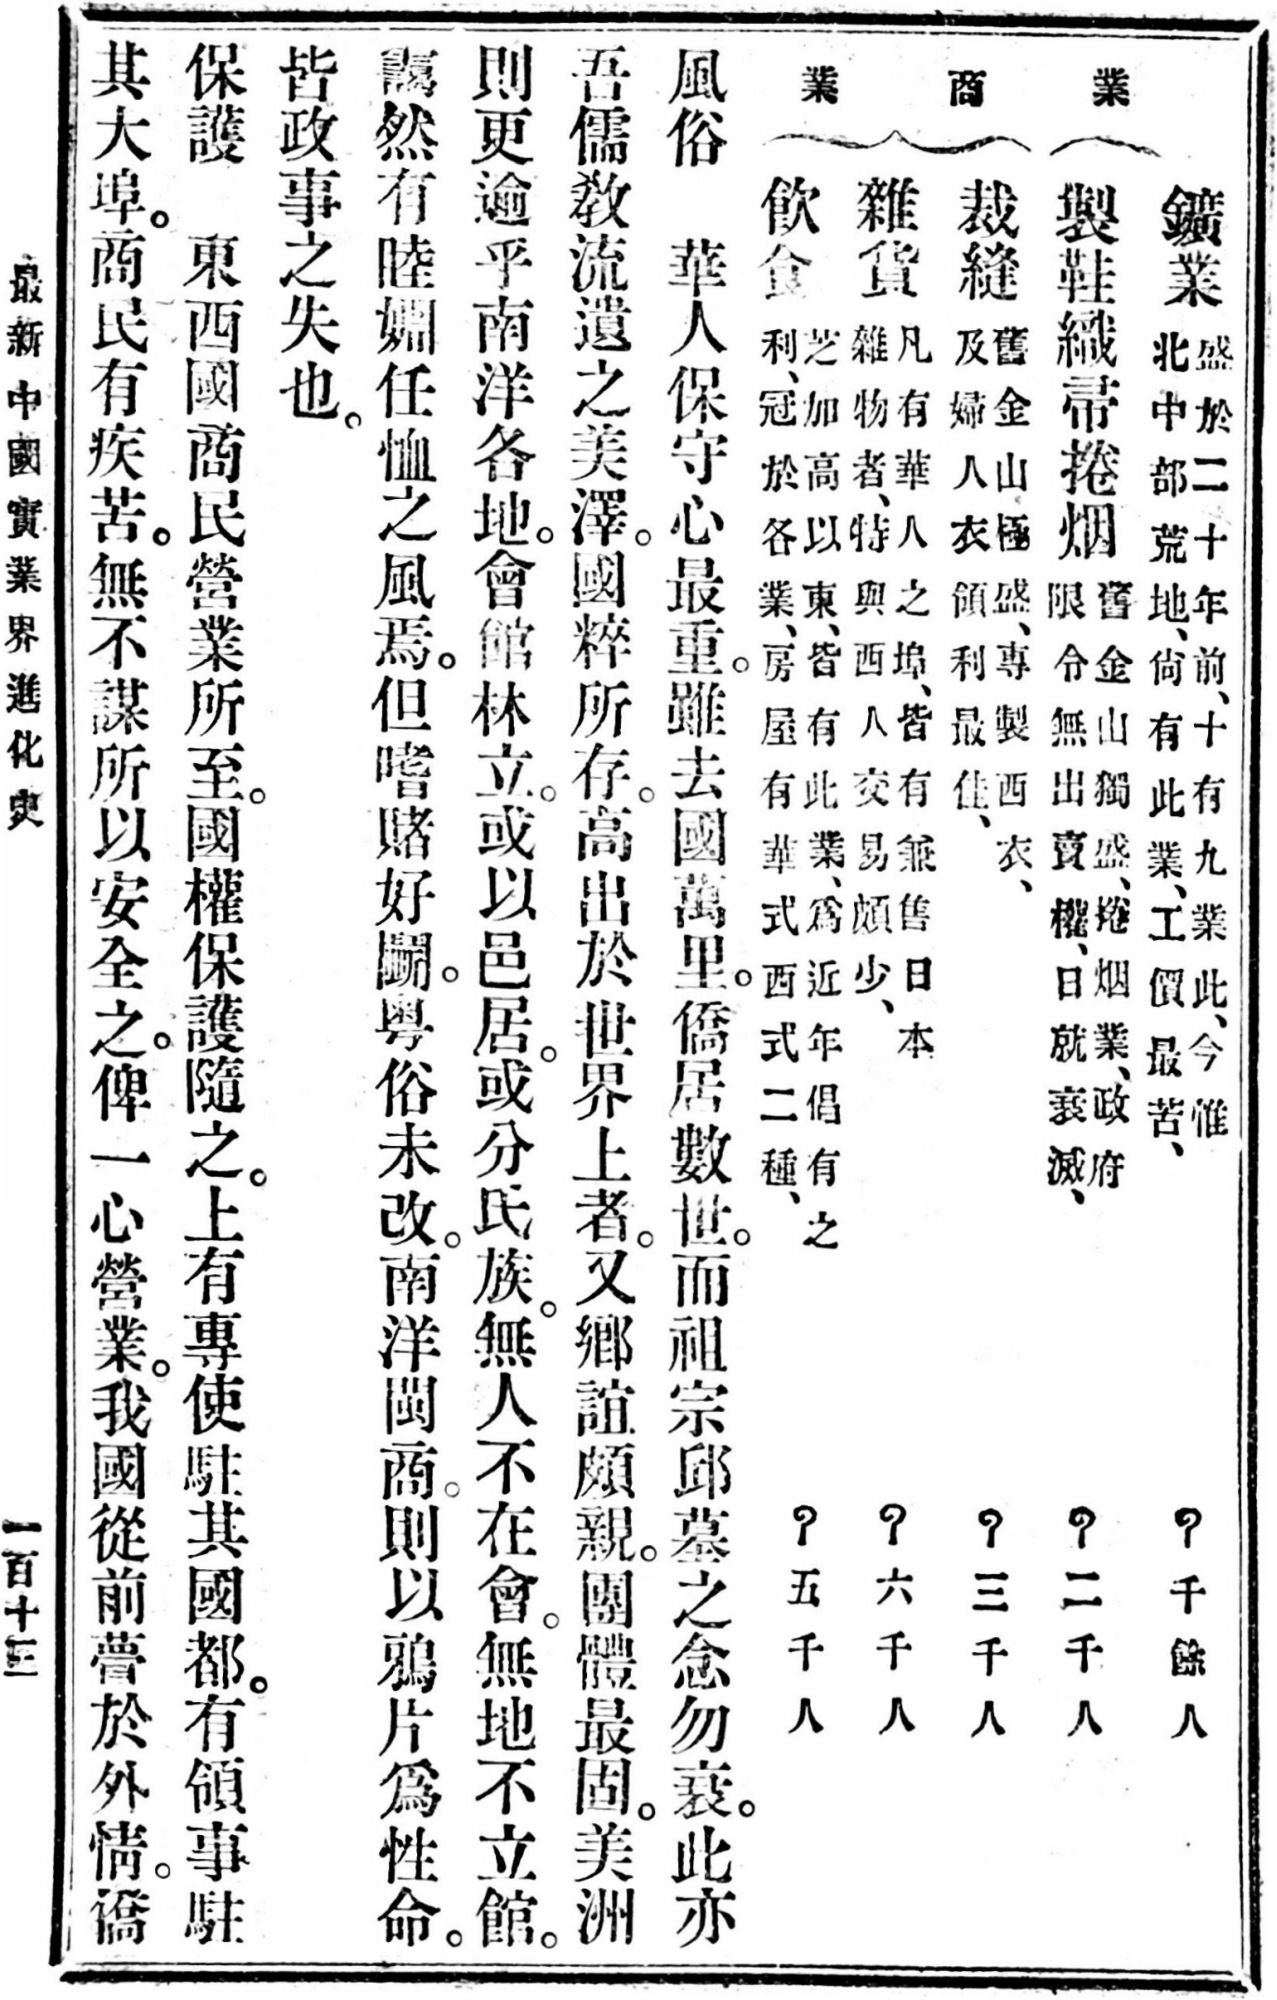 業
鑛業
盛於二十年前、十有九業此、今惟
北中部荒地、尙有此業、工價最苦、
？千餘人
製鞋織帚捲烟
舊金山獨盛、捲烟業、政府
限令無出賣權、日就衰滅、
？二千人
商業
裁縫
舊金山極盛、專製西衣、
及婦人衣領利最佳、
？三千人
雜貨
凡有華人之埠、皆有兼售日本
雜物者、特與西人交易頗少、
？六千人
飲食
芝加高以東、皆有此業、爲近年倡有之
利、冠於各業、房屋有華式西式二種、
？五千人
風俗　華人保守心最重。雖去國萬里。僑居數世。而祖宗邱墓之念勿衰。此亦
吾儒敎流遺之美澤。國粹所存。高出於世界上者。又鄉誼頗親。團體最固。美洲
則更逾乎南洋各地。會館林立。或以邑居。或分氏族。無人不在會。無地不立館。
藹然有睦婣任恤之風焉。但嗜賭好鬭。粤俗未改。南洋閩商。則以鴉片爲性命。
皆政事之失也。
保護　東西國商民營業所至。國權保護隨之。上有專使駐其國都。有領事駐
其大埠。商民有疾苦。無不謀所以安全之。俾一心營業。我國從前瞢於外情。僑
最新中國實業界進化史
一百十三